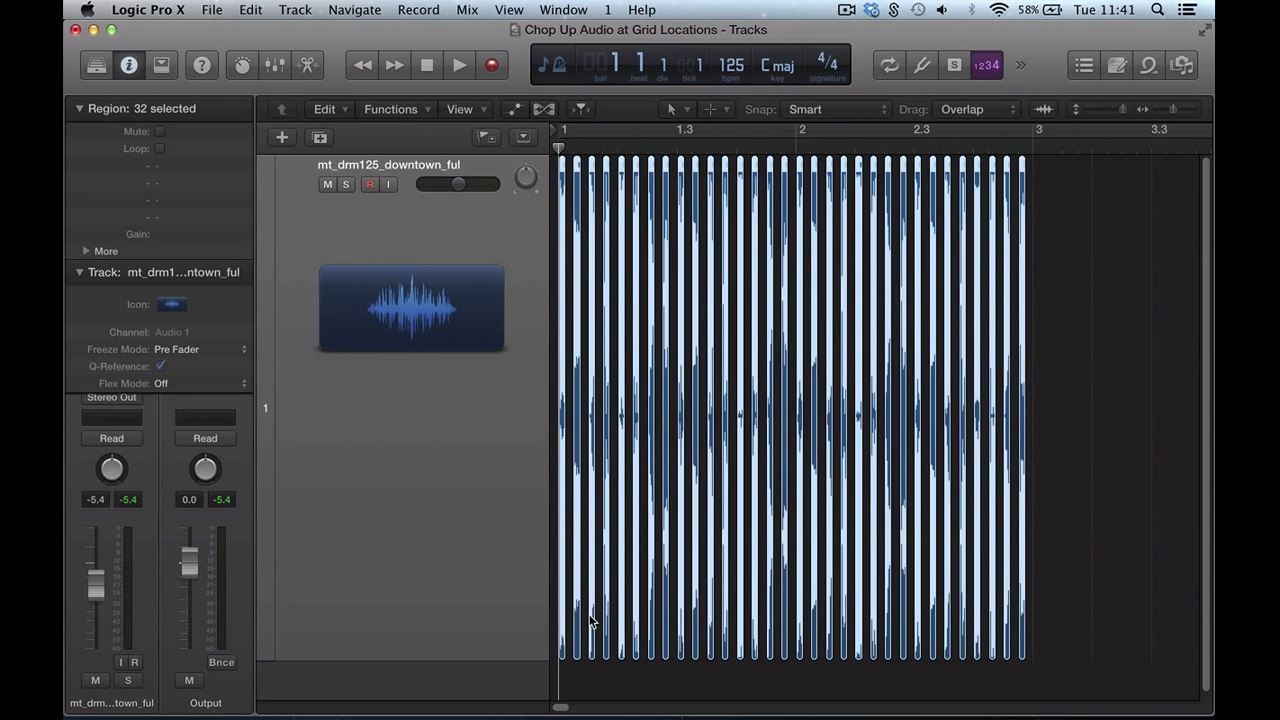 Logic Pro X File Edit Track Navigate Record Mix View Window 1 Help 58% Tue 11:41
Chop Up Audio at Grid Locations - Tracks
1 1 1 1 125 C maj 4/4 1234
bar beat div tick bpm key signature
Region: 32 selected
Edit Functions View Snap: Smart Drag: Overlap
Mute:
Loop:
- -
- -
- -
- -
Gain:
More
Track: mt_drm1...ntown_ful
Icon:
Channel: Audio 1
Freeze Mode: Pre Fader
Q-Reference:
Flex Mode: Off
1 1.3 2 2.3 3 3.3
mt_drm125_downtown_ful
M S R I
L R
1
Stereo Out
Read Read
-5.4 -5.4 0.0 -5.4
I R Bnce
M S M
mt_drm...town_ful Output